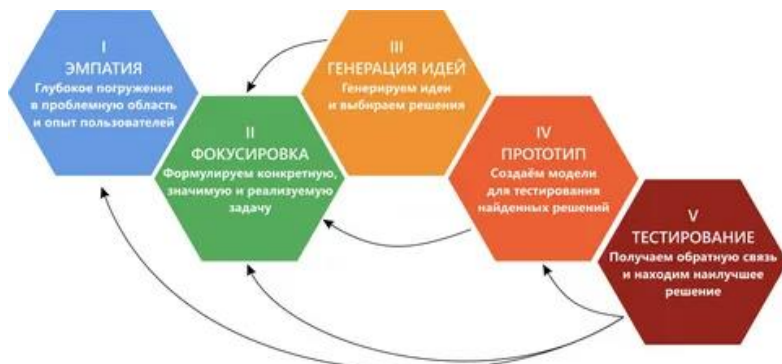 I
ЭМПАТИЯ
Глубокое погружение
в проблемную область
и опыт пользователей
II
ФОКУСИРОВКА
Формулируем конкретную,
значимую и реализуемую
задачу
III
ГЕНЕРАЦИЯ ИДЕЙ
Генерируем идеи
и выбираем решения
IV
ПРОТОТИП
Создаём модели
для тестирования
найденных решений
V
ТЕСТИРОВАНИЕ
Получаем обратную связь
и находим наилучшее
решение